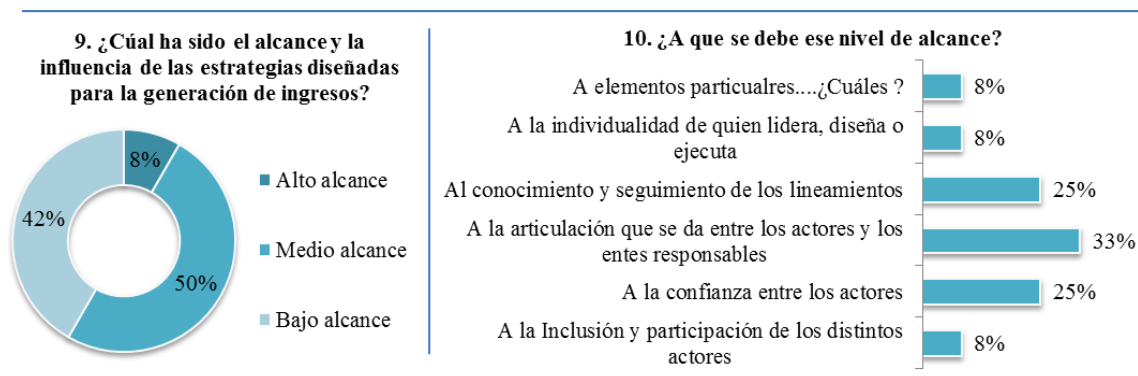 9. ¿Cúal ha sido el alcance y la
influencia de las estrategias diseñadas
para la generación de ingresos?
8%
42%
50%
Alto alcance
Medio alcance
Bajo alcance
10. ¿A que se debe ese nivel de alcance?
A elementos particualres....¿Cuáles ?
8%
A la individualidad de quien lidera, diseña o
ejecuta
8%
Al conocimiento y seguimiento de los lineamientos
25%
A la articulación que se da entre los actores y los
entes responsables
33%
A la confianza entre los actores
25%
A la Inclusión y participación de los distintos
actores
8%